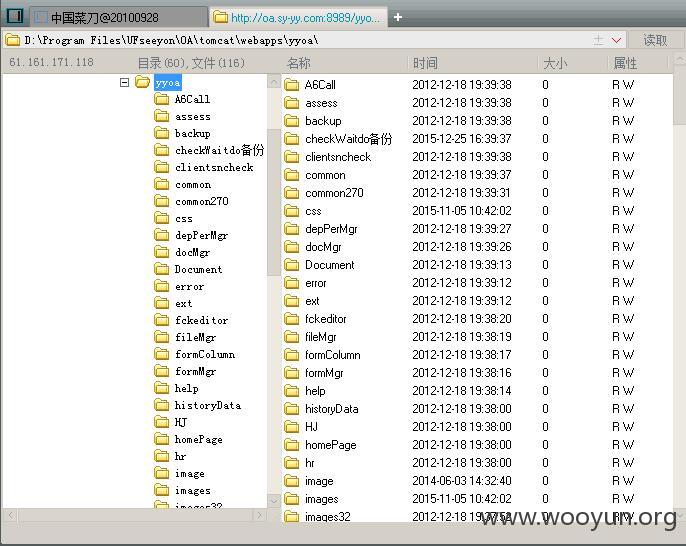 中国菜刀@20100928
http://oa.sy-yy.com:8989/yyo...
D:\Program Files\UFseeyon\OA\tomcat\webapps\yyoa\
读取
61.161.171.118 目录(60),文件(116) 名称 时间 大小 属性
yyoa
A6Call
assess
backup
checkWaitdo备份
clientsncheck
common
common270
css
depPerMgr
docMgr
Document
error
ext
fckeditor
fileMgr
formColumn
formMgr
help
historyData
HJ
homePage
hr
image
images
images32
A6Call 2012-12-18 19:39:38 0 R W
assess 2012-12-18 19:39:38 0 R W
backup 2012-12-18 19:39:38 0 R W
checkWaitdo备份 2015-12-25 16:39:37 0 R W
clientsncheck 2012-12-18 19:39:38 0 R W
common 2012-12-18 19:39:37 0 R W
common270 2012-12-18 19:39:31 0 R W
css 2015-11-05 10:42:02 0 R W
depPerMgr 2012-12-18 19:39:27 0 R W
docMgr 2012-12-18 19:39:26 0 R W
Document 2012-12-18 19:39:13 0 R W
error 2012-12-18 19:39:12 0 R W
ext 2012-12-18 19:39:12 0 R W
fckeditor 2012-12-18 19:38:20 0 R W
fileMgr 2012-12-18 19:38:19 0 R W
formColumn 2012-12-18 19:38:17 0 R W
formMgr 2012-12-18 19:38:16 0 R W
help 2012-12-18 19:38:14 0 R W
historyData 2012-12-18 19:38:00 0 R W
HJ 2012-12-18 19:38:00 0 R W
homePage 2012-12-18 19:38:00 0 R W
hr 2012-12-18 19:38:00 0 R W
image 2014-06-03 14:32:40 0 R W
images 2015-11-05 10:42:02 0 R W
images32 2012-12-18 19:37:52 0 R W
www.wooyun.org